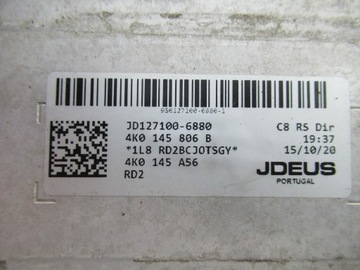 950127100-6880-1
JD127100-6880 C8 RS Dir
4K0 145 806 B 19:37
*1L8 RD2BCJOTSGY* 15/10/20
4K0 145 A56 JDEUS
RD2 PORTUGAL